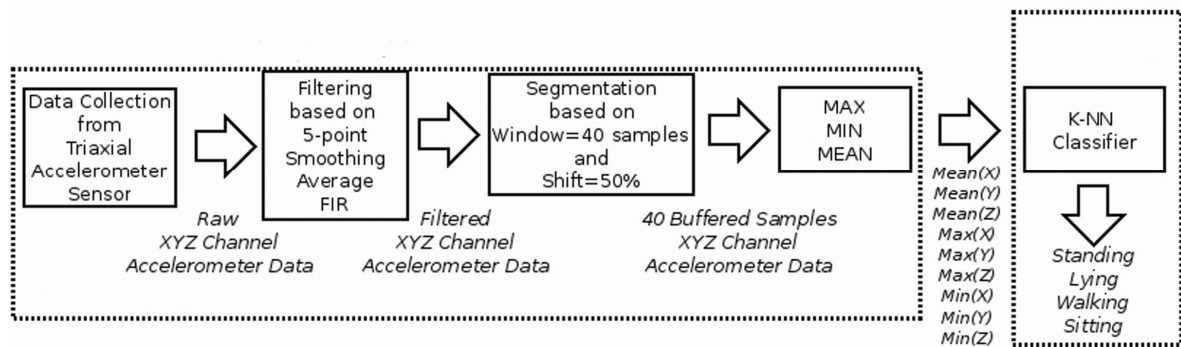 Data Collection
from
Triaxial
Accelerometer
Sensor
Raw
XYZ Channel
Accelerometer Data
Filtering
based on
5-point
Smoothing
Average
FIR
Filtered
XYZ Channel
Accelerometer Data
Segmentation
based on
Window=40 samples
and
Shift=50%
40 Buffered Samples
XYZ Channel
Accelerometer Data
MAX
MIN
MEAN
Mean(X)
Mean(Y)
Mean(Z)
Max(X)
Max(Y)
Max(Z)
Min(X)
Min(Y)
Min(Z)
K-NN
Classifier
Standing
Lying
Walking
Sitting